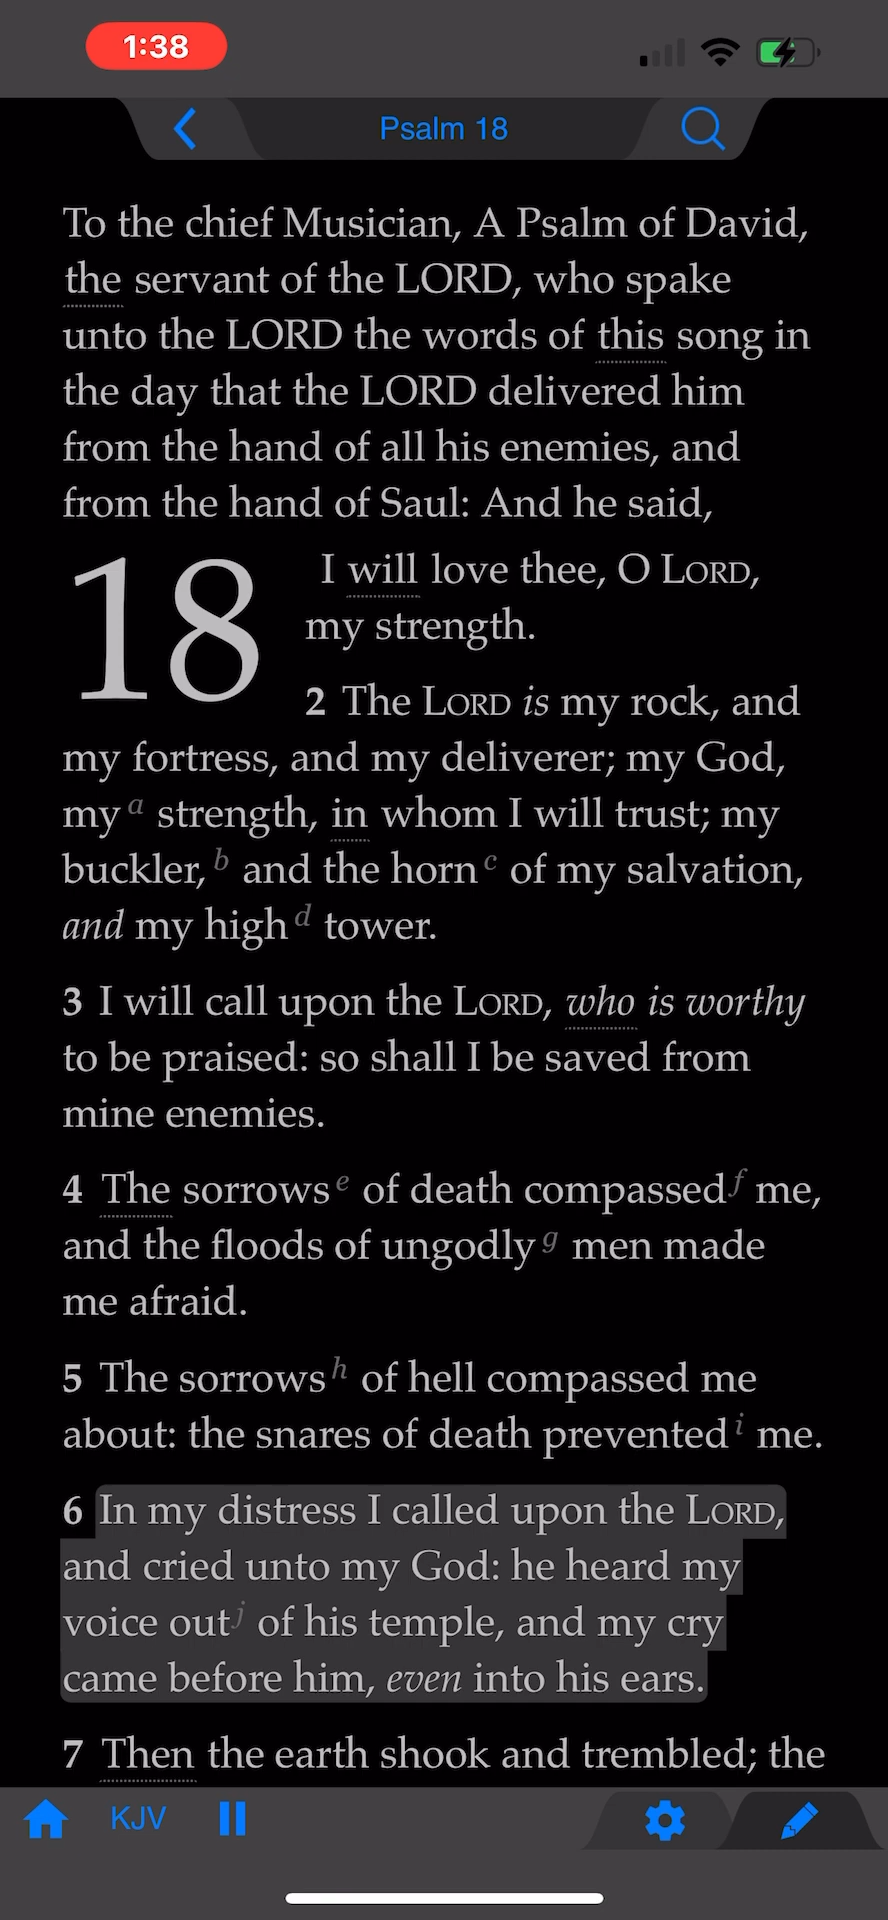 1:38
Psalm 18
To the chief Musician, A Psalm of David,
the servant of the LORD, who spake
unto the LORD the words of this song in
the day that the LORD delivered him
from the hand of all his enemies, and
from the hand of Saul: And he said,
18 I will love thee, O LORD,
my strength.
2 The LORD is my rock, and
my fortress, and my deliverer; my God,
my a strength, in whom I will trust; my
buckler, b and the horn c of my salvation,
and my high d tower.
3 I will call upon the LORD, who is worthy
to be praised: so shall I be saved from
mine enemies.
4 The sorrows e of death compassed f me,
and the floods of ungodly g men made
me afraid.
5 The sorrows h of hell compassed me
about: the snares of death prevented i me.
6 In my distress I called upon the LORD,
and cried unto my God: he heard my
voice out j of his temple, and my cry
came before him, even into his ears.
7 Then the earth shook and trembled; the
KJV